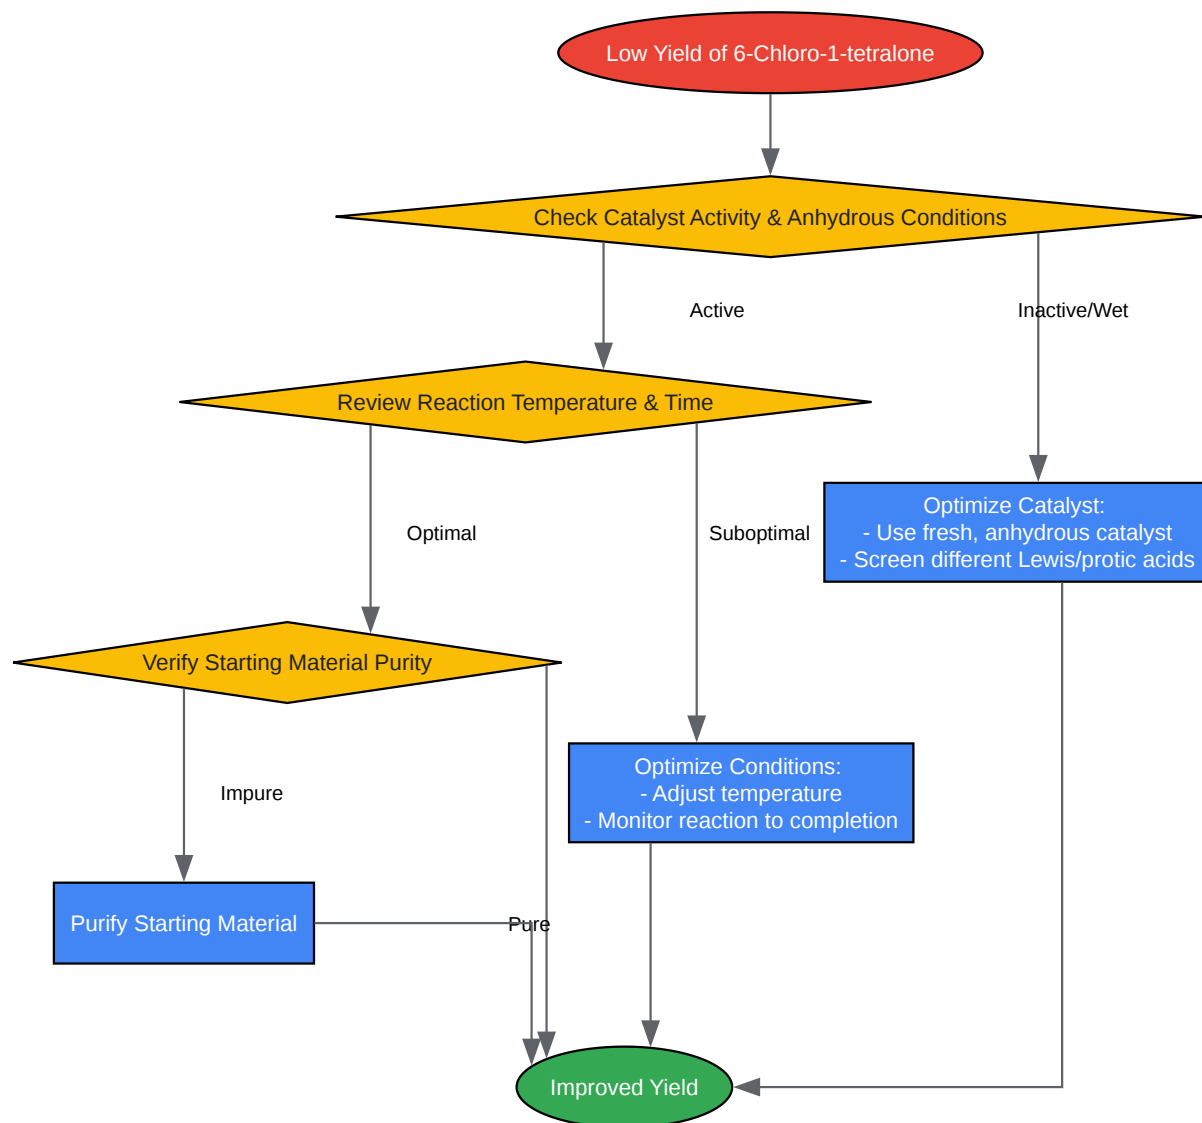 Low Yield of 6-Chloro-1-tetralone
Check Catalyst Activity & Anhydrous Conditions
Active
Inactive/Wet
Review Reaction Temperature & Time
Optimal
Suboptimal
Optimize Catalyst:
- Use fresh, anhydrous catalyst
- Screen different Lewis/protic acids
Verify Starting Material Purity
Impure
Optimize Conditions:
- Adjust temperature
- Monitor reaction to completion
Purify Starting Material
Pure
Improved Yield